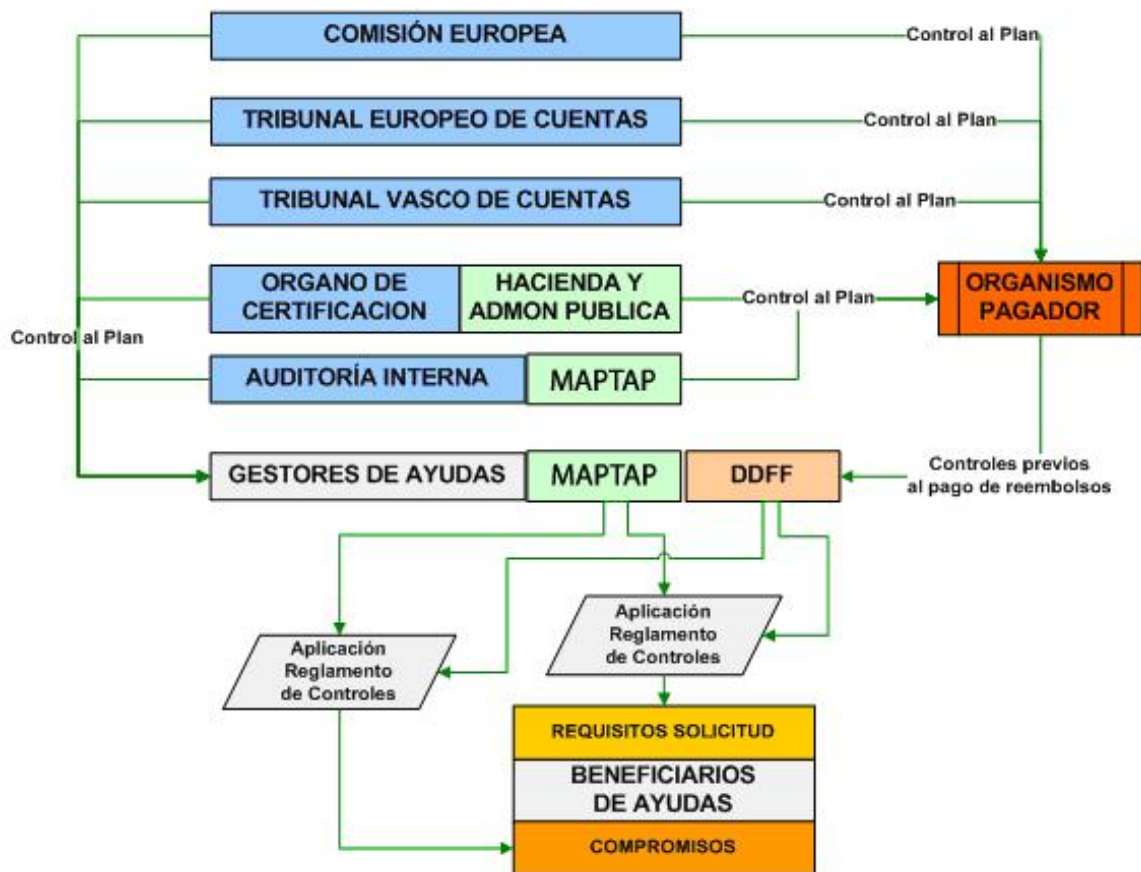 COMISIÓN EUROPEA
Control al Plan
TRIBUNAL EUROPEO DE CUENTAS
Control al Plan
TRIBUNAL VASCO DE CUENTAS
Control al Plan
ORGANO DE
CERTIFICACION
HACIENDA Y
ADMON PUBLICA
Control al Plan
ORGANISMO
PAGADOR
Control al Plan
AUDITORÍA INTERNA
MAPTAP
GESTORES DE AYUDAS
MAPTAP
DDFF
Controles previos
al pago de reembolsos
Aplicación
Reglamento
de Controles
Aplicación
Reglamento
de Controles
REQUISITOS SOLICITUD
BENEFICIARIOS
DE AYUDAS
COMPROMISOS